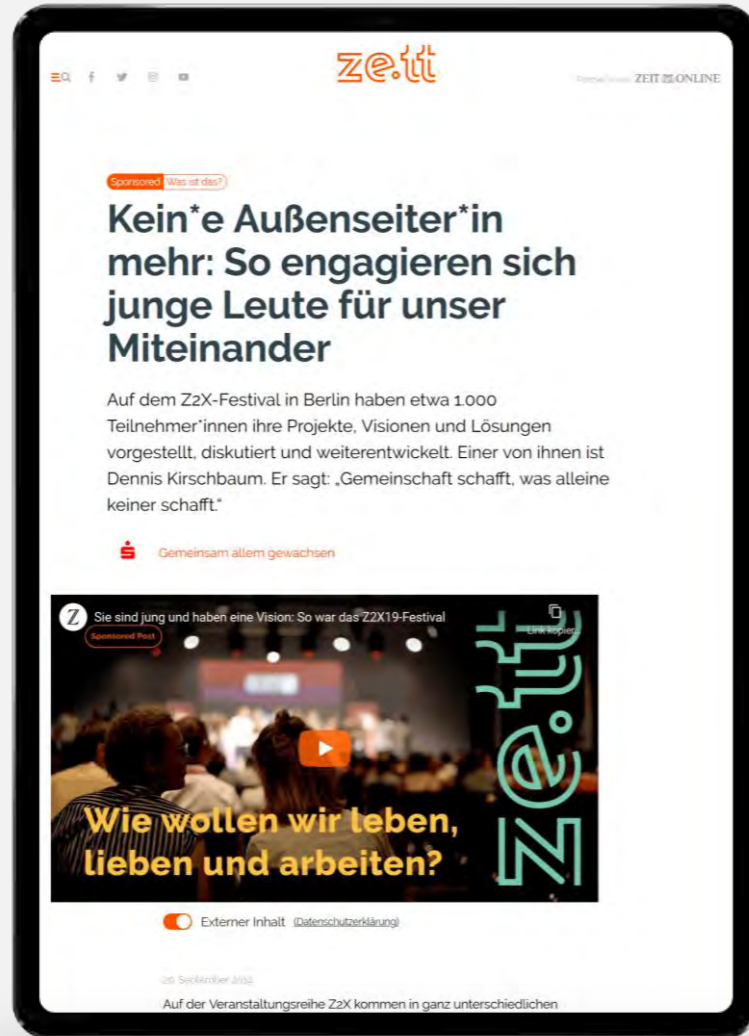 ze.tt
ZEIT ONLINE
Sponsored Was ist das?
Kein*e Außenseiter*in
mehr: So engagieren sich
junge Leute für unser
Miteinander
Auf dem Z2X-Festival in Berlin haben etwa 1.000
Teilnehmer*innen ihre Projekte, Visionen und Lösungen
vorgestellt, diskutiert und weiterentwickelt. Einer von ihnen ist
Dennis Kirschbaum. Er sagt: „Gemeinschaft schafft, was alleine
keiner schafft."
Gemeinsam allem gewachsen
Z Sie sind jung und haben eine Vision: So war das Z2X19-Festival
Link kopier...
Sponsored Post
ze.tt
Wie wollen wir leben,
lieben und arbeiten?
Externer Inhalt (Datenschutzerklärung)
September
Auf der Veranstaltungsreihe Z2X kommen in ganz unterschiedlichen